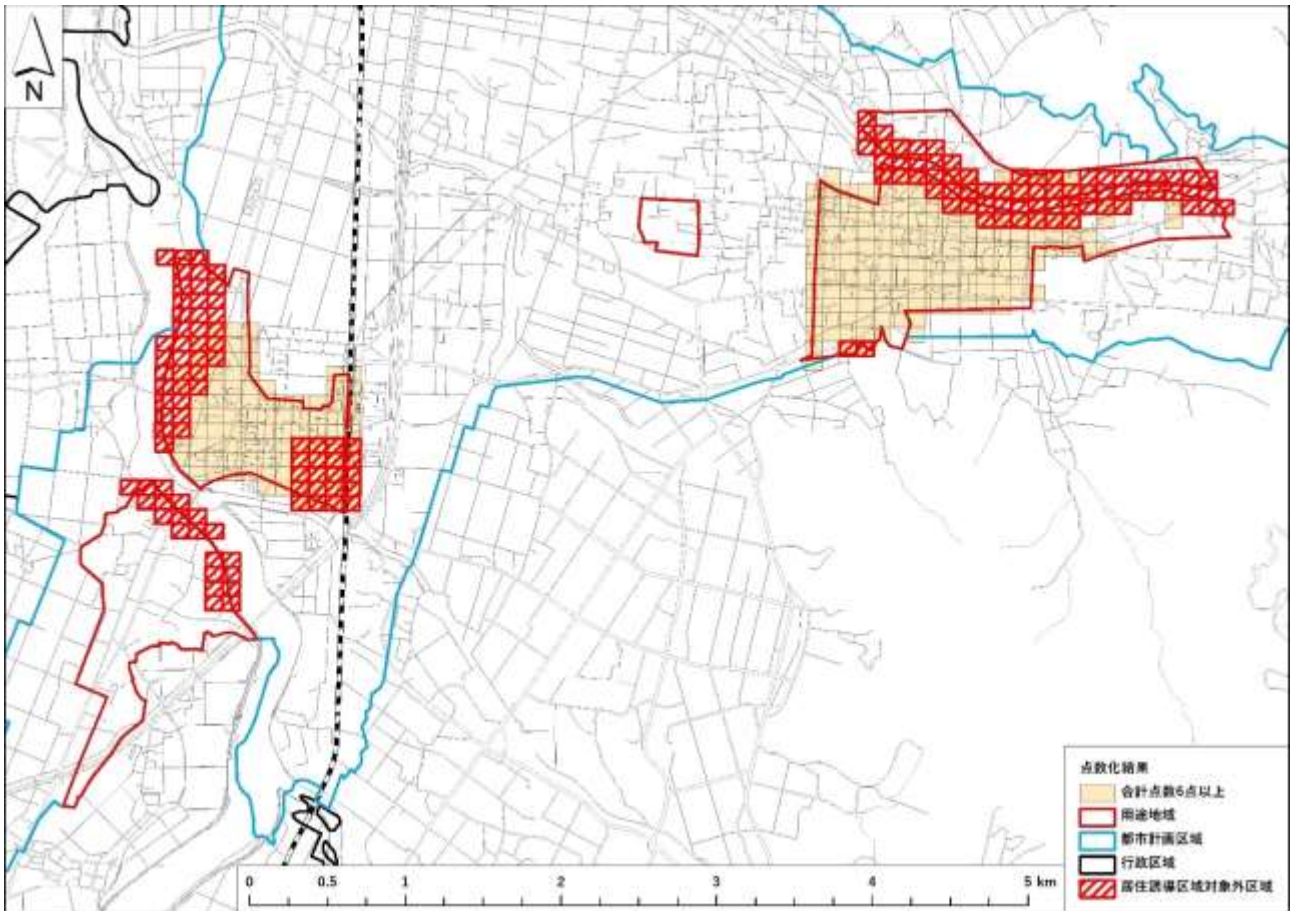 N
点数化結果
合計点数6点以上
用途地域
都市計画区域
行政区域
居住誘導区域対象外区域
0 0.5 1 2 3 4 5 km